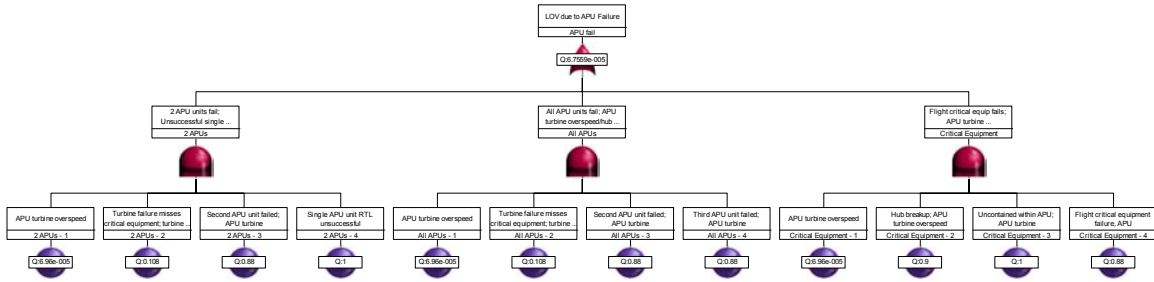 LOV due to APU Failure
APU fail
Q:6.7559e-005
2 APU units fail;
Unsuccessful single ...
2 APUs
All APU units fail; APU
turbine overspeed/hub ...
All APUs
Flight critical equip fails;
APU turbine ...
Critical Equipment
APU turbine overspeed
2 APUs - 1
Q:6.96e-005
Turbine failure misses
critical equipment; turbine ...
2 APUs - 2
Q:0.108
Second APU unit failed;
APU turbine
2 APUs - 3
Q:0.88
Single APU unit RTL
unsuccessful
2 APUs - 4
Q:1
APU turbine overspeed
All APUs - 1
Q:6.96e-005
Turbine failure misses
critical equipment; turbine ...
All APUs - 2
Q:0.108
Second APU unit failed;
APU turbine
All APUs - 3
Q:0.88
Third APU unit failed;
APU turbine
All APUs - 4
Q:0.88
APU turbine overspeed
Critical Equipment - 1
Q:6.96e-005
Hub breakup; APU
turbine overspeed
Critical Equipment - 2
Q:0.9
Uncontained within APU;
APU turbine
Critical Equipment - 3
Q:1
Flight critical equipment
failure, APU
Critical Equipment - 4
Q:0.88